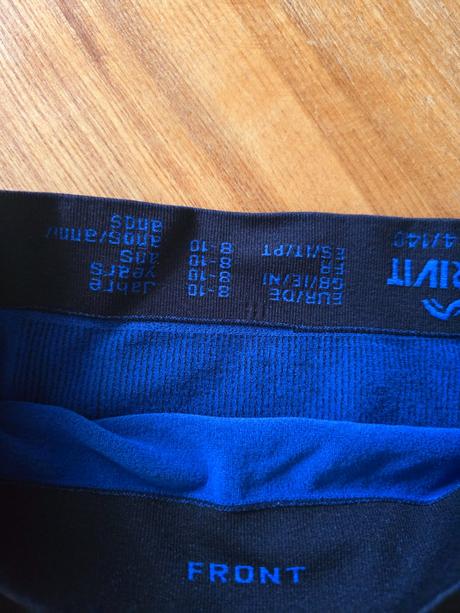 RIVIT
4/140
EUR/DE 8-10 Jahre
GB/IE/NI 8-10 years
FR 8-10 ans
ES/IT/PT 8-10 años/anni/
anos
FRONT